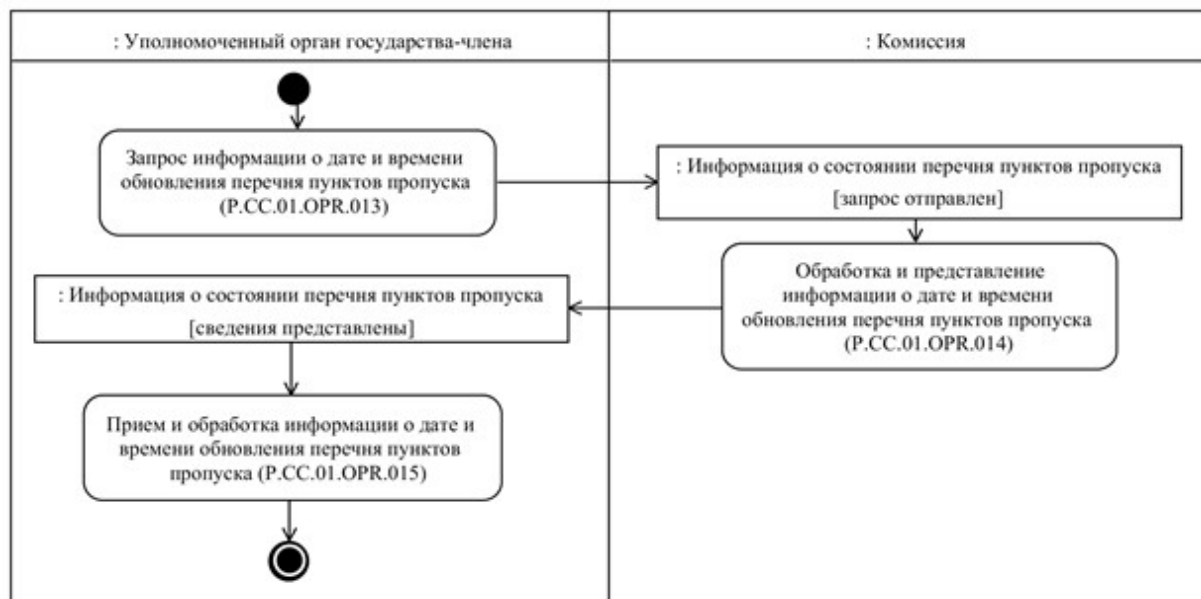 : Уполномоченный орган государства-члена
: Комиссия
Запрос информации о дате и времени
обновления перечня пунктов пропуска
(P.CC.01.OPR.013)
: Информация о состоянии перечня пунктов пропуска
[запрос отправлен]
Обработка и представление
информации о дате и времени
обновления перечня пунктов пропуска
(P.CC.01.OPR.014)
: Информация о состоянии перечня пунктов пропуска
[сведения представлены]
Прием и обработка информации о дате и
времени обновления перечня пунктов
пропуска (P.CC.01.OPR.015)